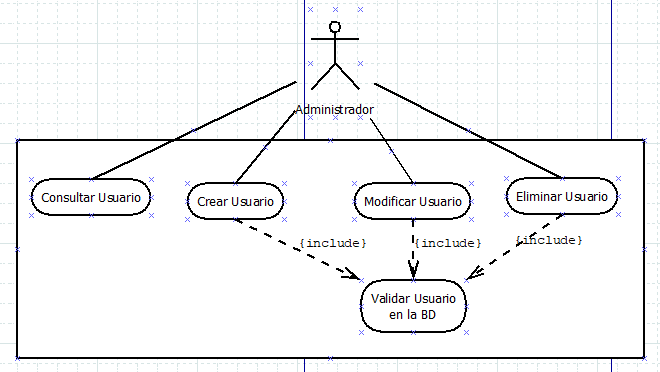 Administrador
Consultar Usuario
Crear Usuario
Modificar Usuario
Eliminar Usuario
{include}
{include}
{include}
Validar Usuario
en la BD